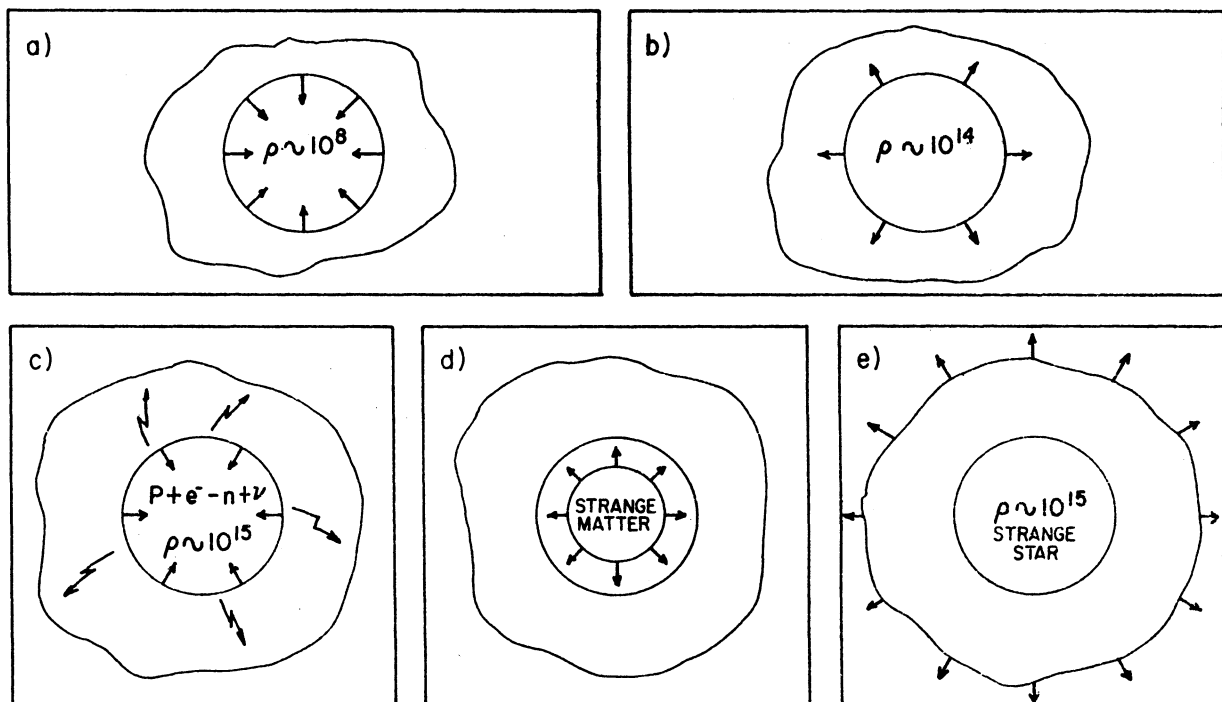 a)
ρ ~ 10⁸
b)
ρ ~ 10¹⁴
c)
P + e⁻ - n + ν
ρ ~ 10¹⁵
d)
STRANGE
MATTER
e)
ρ ~ 10¹⁵
STRANGE
STAR